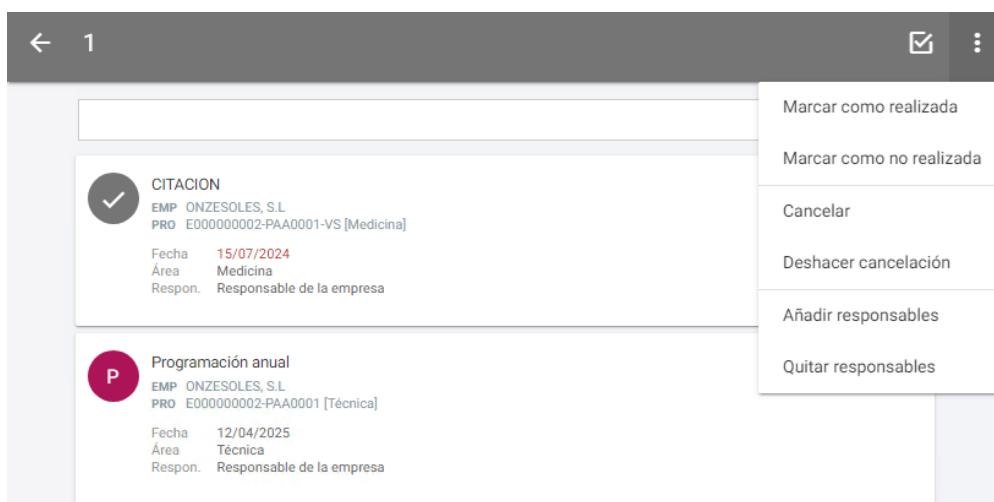 1
Marcar como realizada
Marcar como no realizada
Cancelar
Deshacer cancelación
Añadir responsables
Quitar responsables
CITACION
EMP ONZESOLES, S.L
PRO E000000002-PAA0001-VS [Medicina]
Fecha 15/07/2024
Área Medicina
Respon. Responsable de la empresa
P
Programación anual
EMP ONZESOLES, S.L
PRO E000000002-PAA0001 [Técnica]
Fecha 12/04/2025
Área Técnica
Respon. Responsable de la empresa